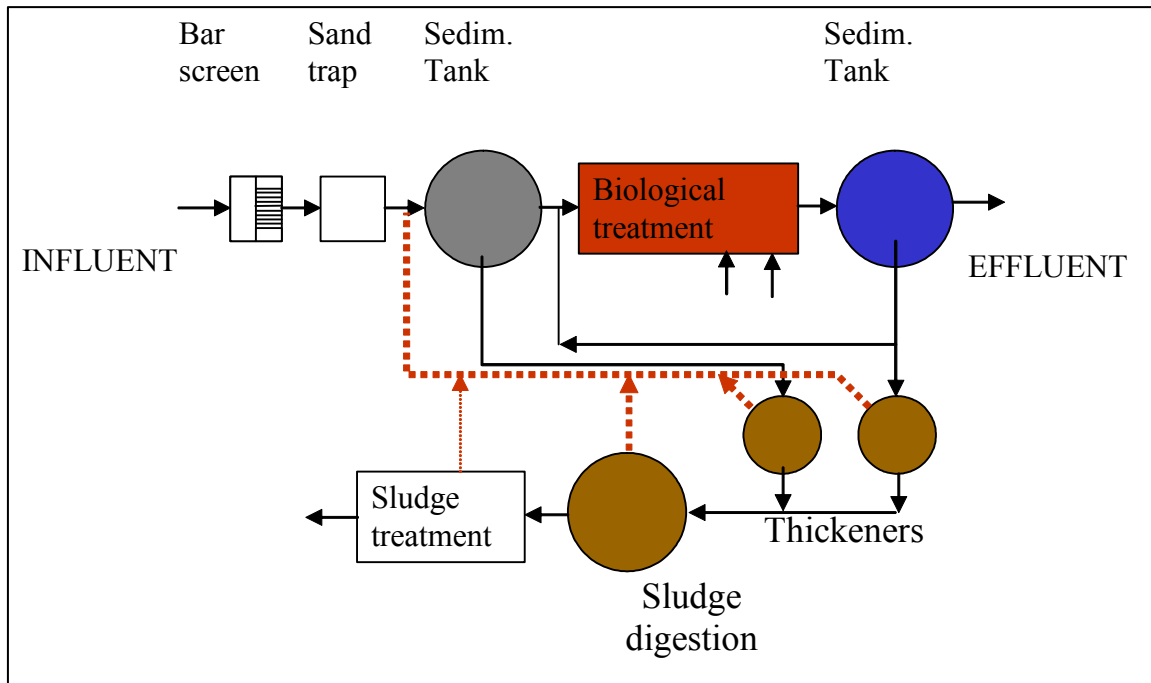 Bar
screen
Sand
trap
Sedim.
Tank
Sedim.
Tank
Biological
treatment
INFLUENT
EFFLUENT
Sludge
treatment
Thickeners
Sludge
digestion